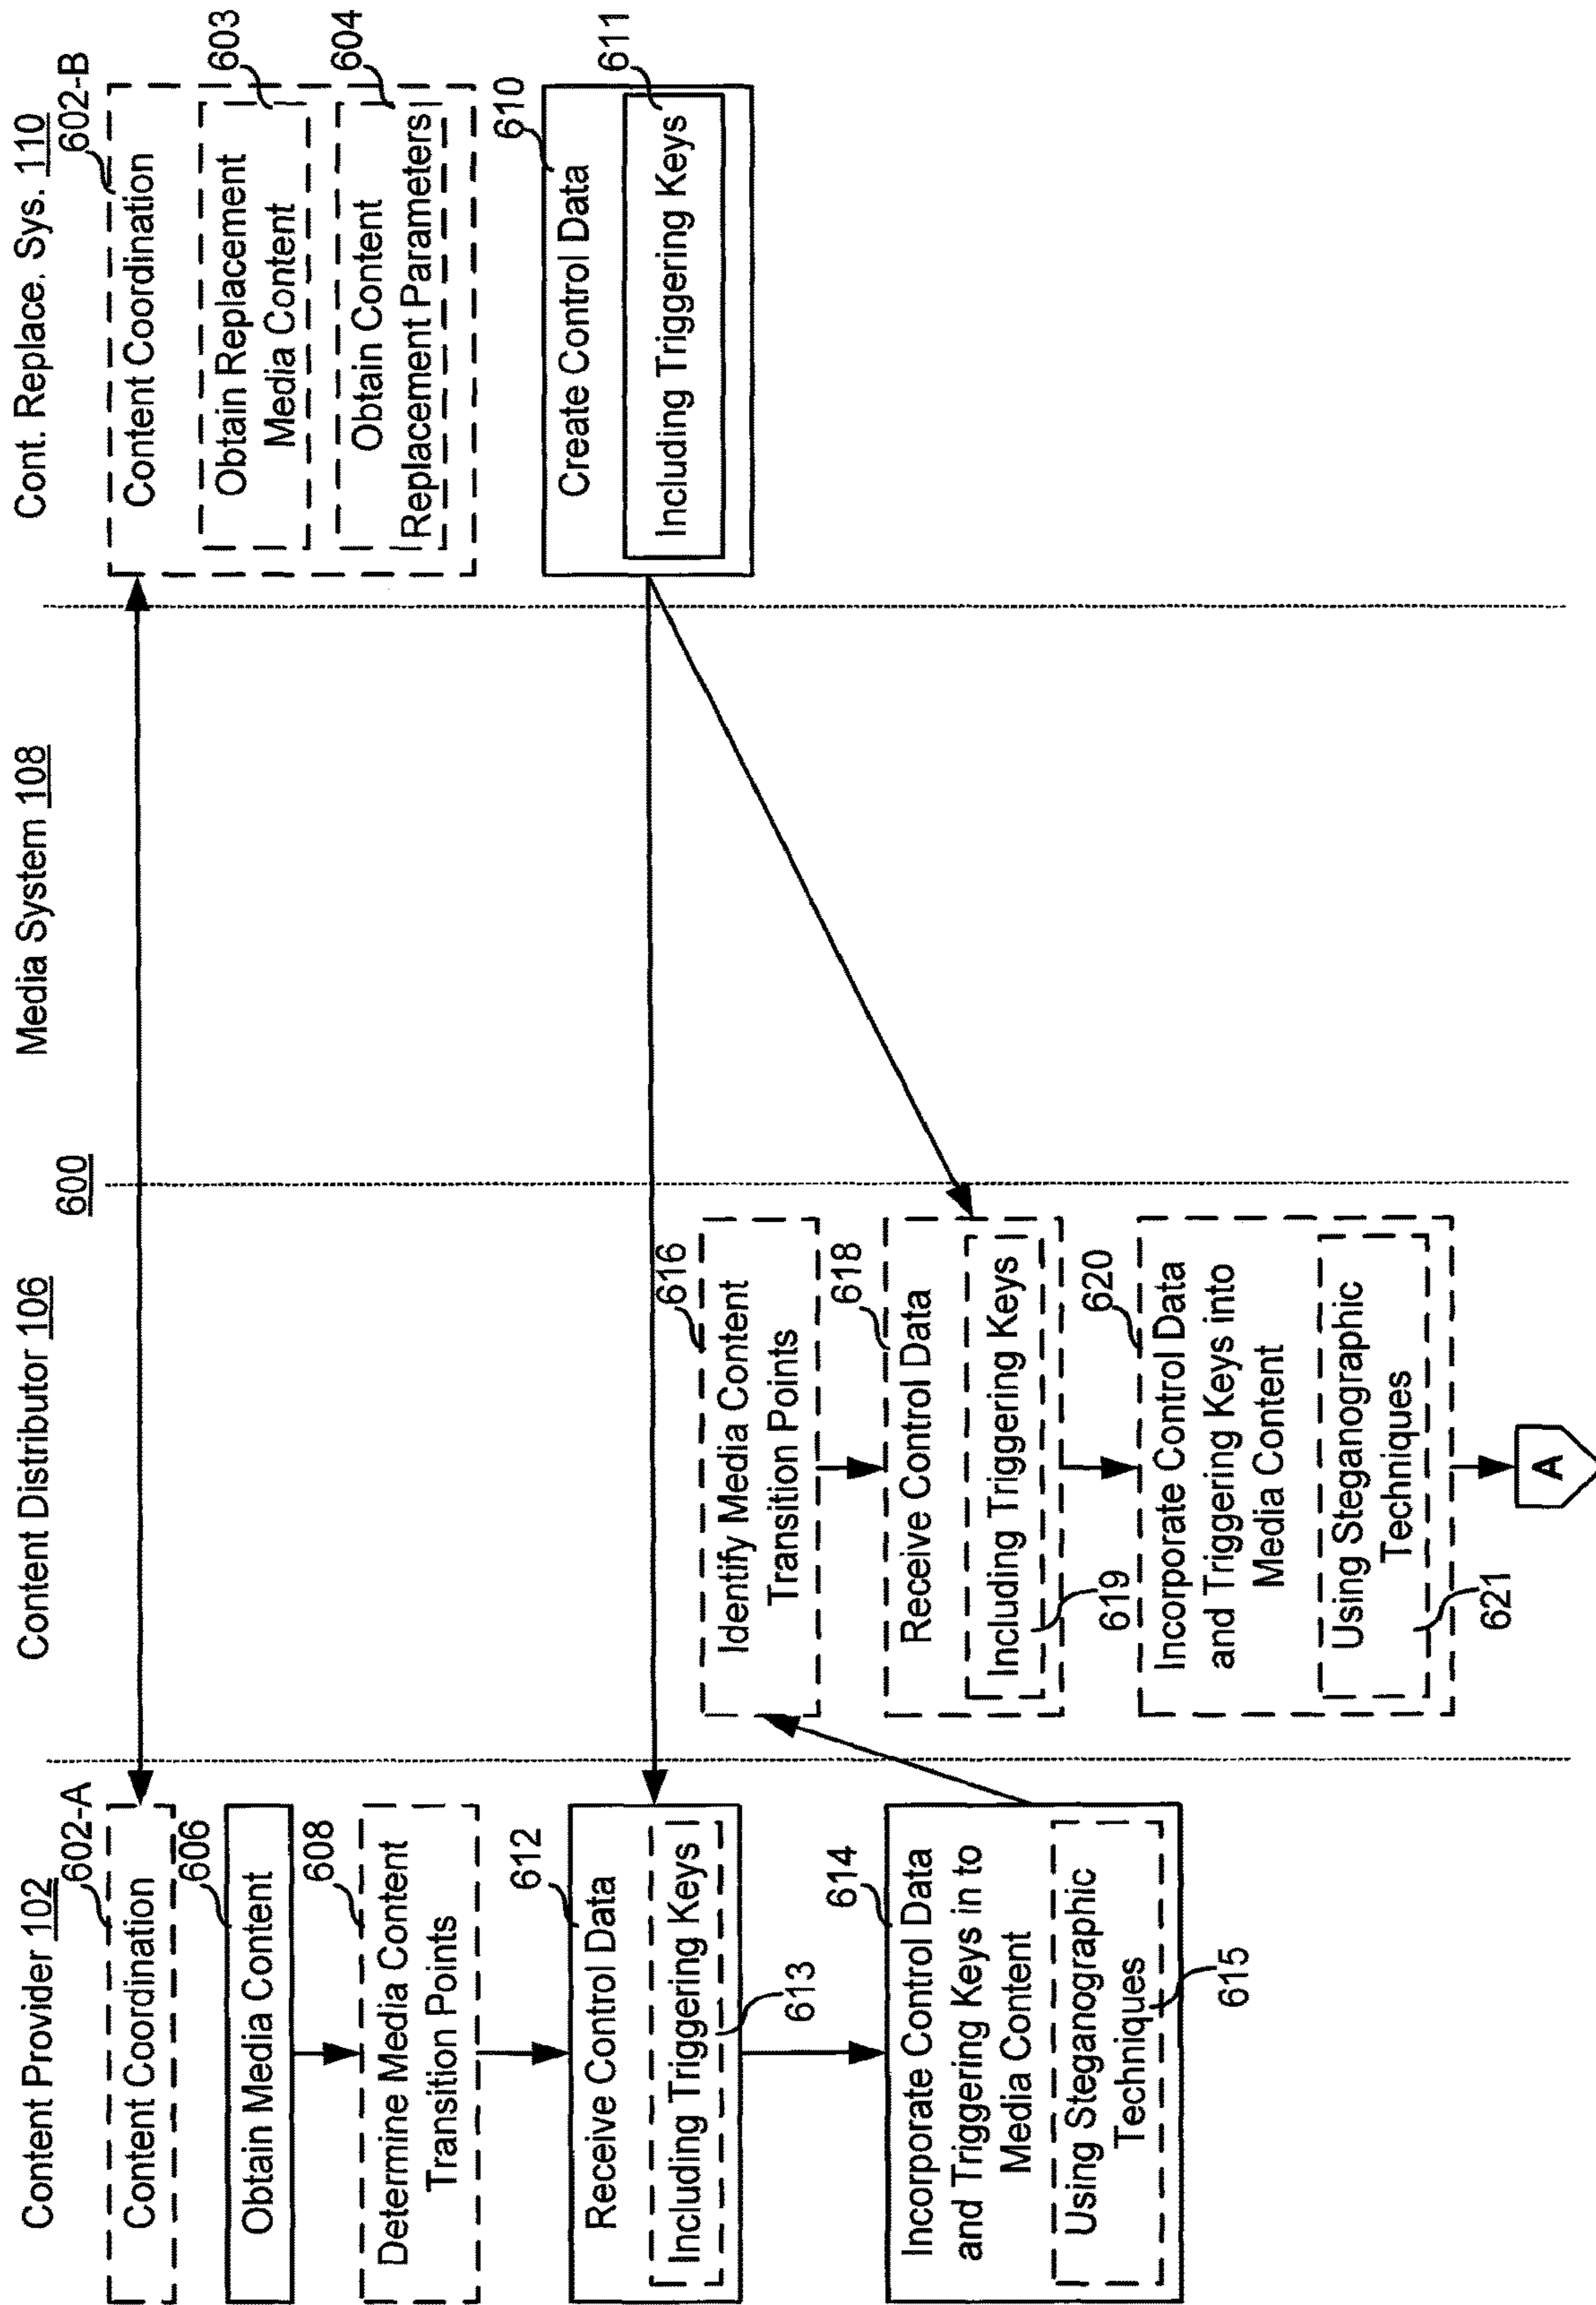 600
Content Provider 102
Content Distributor 106
Media System 108
Cont. Replace. Sys. 110
602-A
Content Coordination
606
Obtain Media Content
608
Determine Media Content
Transition Points
612
Receive Control Data
Including Triggering Keys
613
614
Incorporate Control Data
and Triggering Keys in to
Media Content
Using Steganographic
Techniques
615
616
Identify Media Content
Transition Points
618
Receive Control Data
Including Triggering Keys
619
620
Incorporate Control Data
and Triggering Keys into
Media Content
Using Steganographic
Techniques
621
A
602-B
Content Coordination
603
Obtain Replacement
Media Content
604
Obtain Content
Replacement Parameters
610
Create Control Data
611
Including Triggering Keys